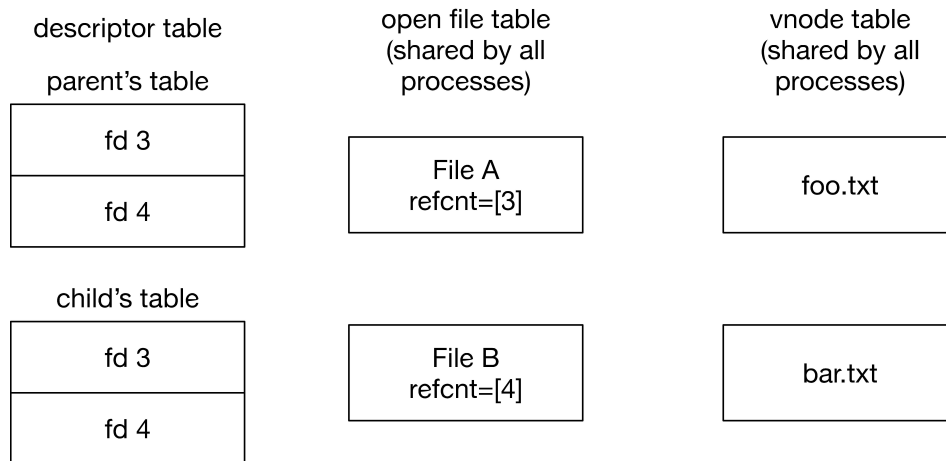 descriptor table
parent’s table
fd 3
fd 4
child’s table
fd 3
fd 4
open file table
(shared by all
processes)
File A
refcnt=[3]
File B
refcnt=[4]
vnode table
(shared by all
processes)
foo.txt
bar.txt